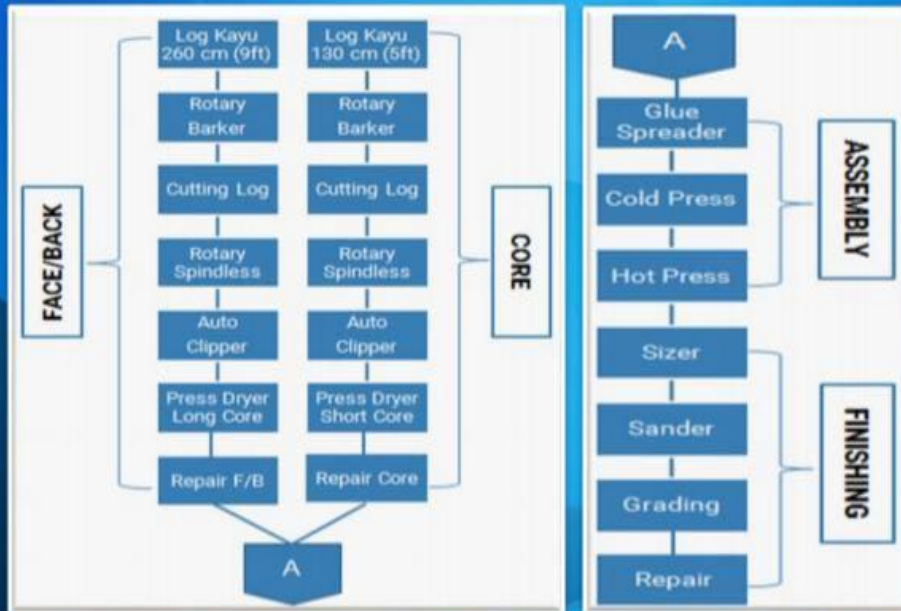 FACE/BACK
Log Kayu
260 cm (9ft)
Rotary
Barker
Cutting Log
Rotary
Spindless
Auto
Clipper
Press Dryer
Long Core
Repair F/B
Log Kayu
130 cm (5ft)
Rotary
Barker
Cutting Log
Rotary
Spindless
Auto
Clipper
Press Dryer
Short Core
Repair Core
CORE
A
A
Glue
Spreader
Cold Press
Hot Press
Sizer
Sander
Grading
Repair
ASSEMBLY
FINISHING